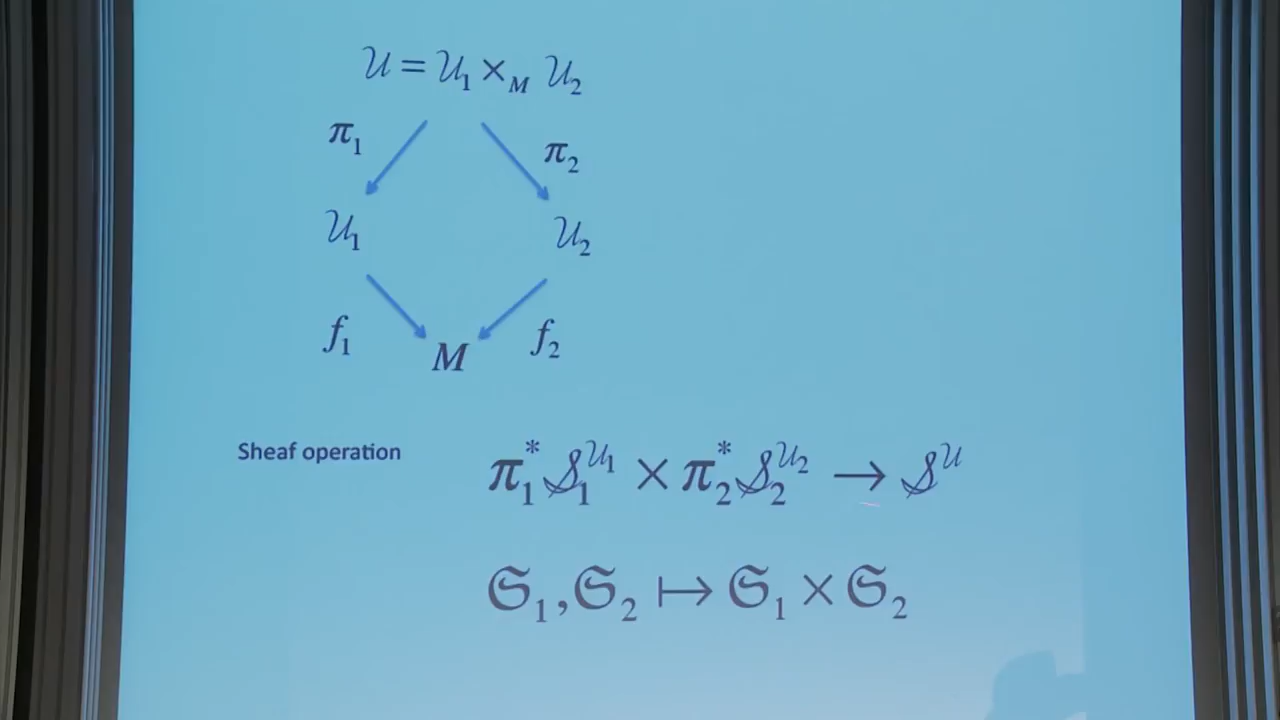 𝒰 = 𝒰₁ ×_M 𝒰₂
π₁
π₂
𝒰₁
𝒰₂
f₁
M
f₂
Sheaf operation
π₁* 𝒮₁^{𝒰₁} × π₂* 𝒮₂^{𝒰₂} → 𝒮^{𝒰}
𝔖₁, 𝔖₂ ↦ 𝔖₁ × 𝔖₂